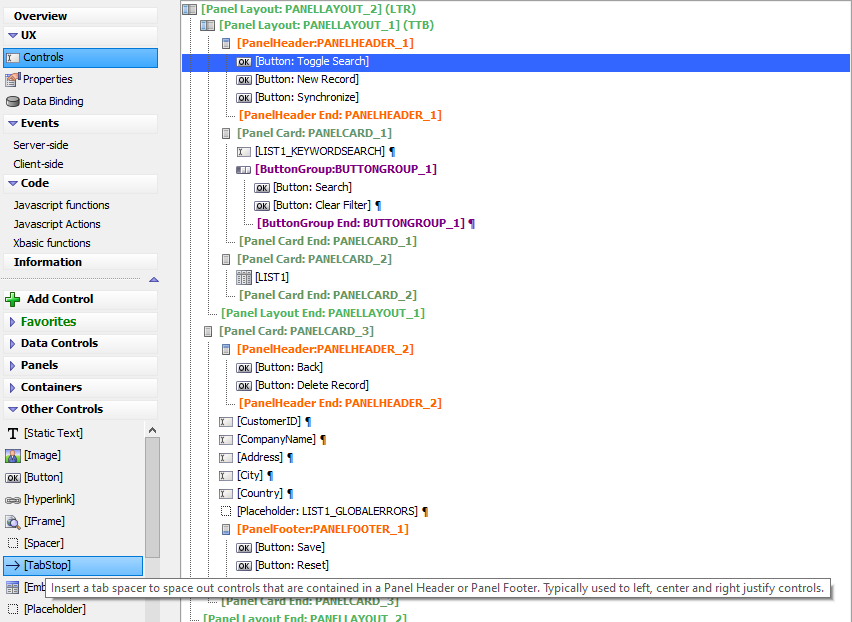 Overview
UX
Controls
Properties
Data Binding
Events
Server-side
Client-side
Code
Javascript functions
Javascript Actions
Xbasic functions
Information
Add Control
Favorites
Data Controls
Panels
Containers
Other Controls
T [Static Text]
[Image]
OK [Button]
[Hyperlink]
[IFrame]
[Spacer]
[TabStop]
[Emb
[Placeholder]
[Panel Layout: PANELLAYOUT_2] (LTR)
[Panel Layout: PANELLAYOUT_1] (TTB)
[PanelHeader:PANELHEADER_1]
OK [Button: Toggle Search]
OK [Button: New Record]
OK [Button: Synchronize]
[PanelHeader End: PANELHEADER_1]
[Panel Card: PANELCARD_1]
[LIST1_KEYWORDSEARCH] ¶
[ButtonGroup:BUTTONGROUP_1]
OK [Button: Search]
OK [Button: Clear Filter] ¶
[ButtonGroup End: BUTTONGROUP_1] ¶
[Panel Card End: PANELCARD_1]
[Panel Card: PANELCARD_2]
[LIST1]
[Panel Card End: PANELCARD_2]
[Panel Layout End: PANELLAYOUT_1]
[Panel Card: PANELCARD_3]
[PanelHeader:PANELHEADER_2]
OK [Button: Back]
OK [Button: Delete Record]
[PanelHeader End: PANELHEADER_2]
[CustomerID] ¶
[CompanyName] ¶
[Address] ¶
[City] ¶
[Country] ¶
[Placeholder: LIST1_GLOBALERRORS] ¶
[PanelFooter:PANELFOOTER_1]
OK [Button: Save]
OK [Button: Reset]
Insert a tab spacer to space out controls that are contained in a Panel Header or Panel Footer. Typically used to left, center and right justify controls.
[Panel Card End: PANELCARD_3]
[Panel Layout End: PANELLAYOUT_2]